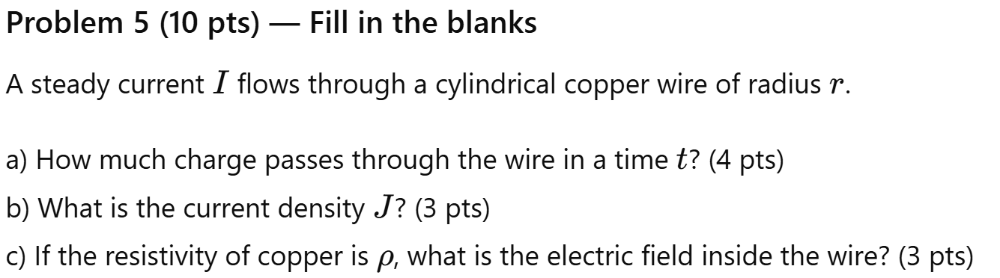 Problem 5 (10 pts) — Fill in the blanks
A steady current I flows through a cylindrical copper wire of radius r.
a) How much charge passes through the wire in a time t? (4 pts)
b) What is the current density J? (3 pts)
c) If the resistivity of copper is ρ, what is the electric field inside the wire? (3 pts)